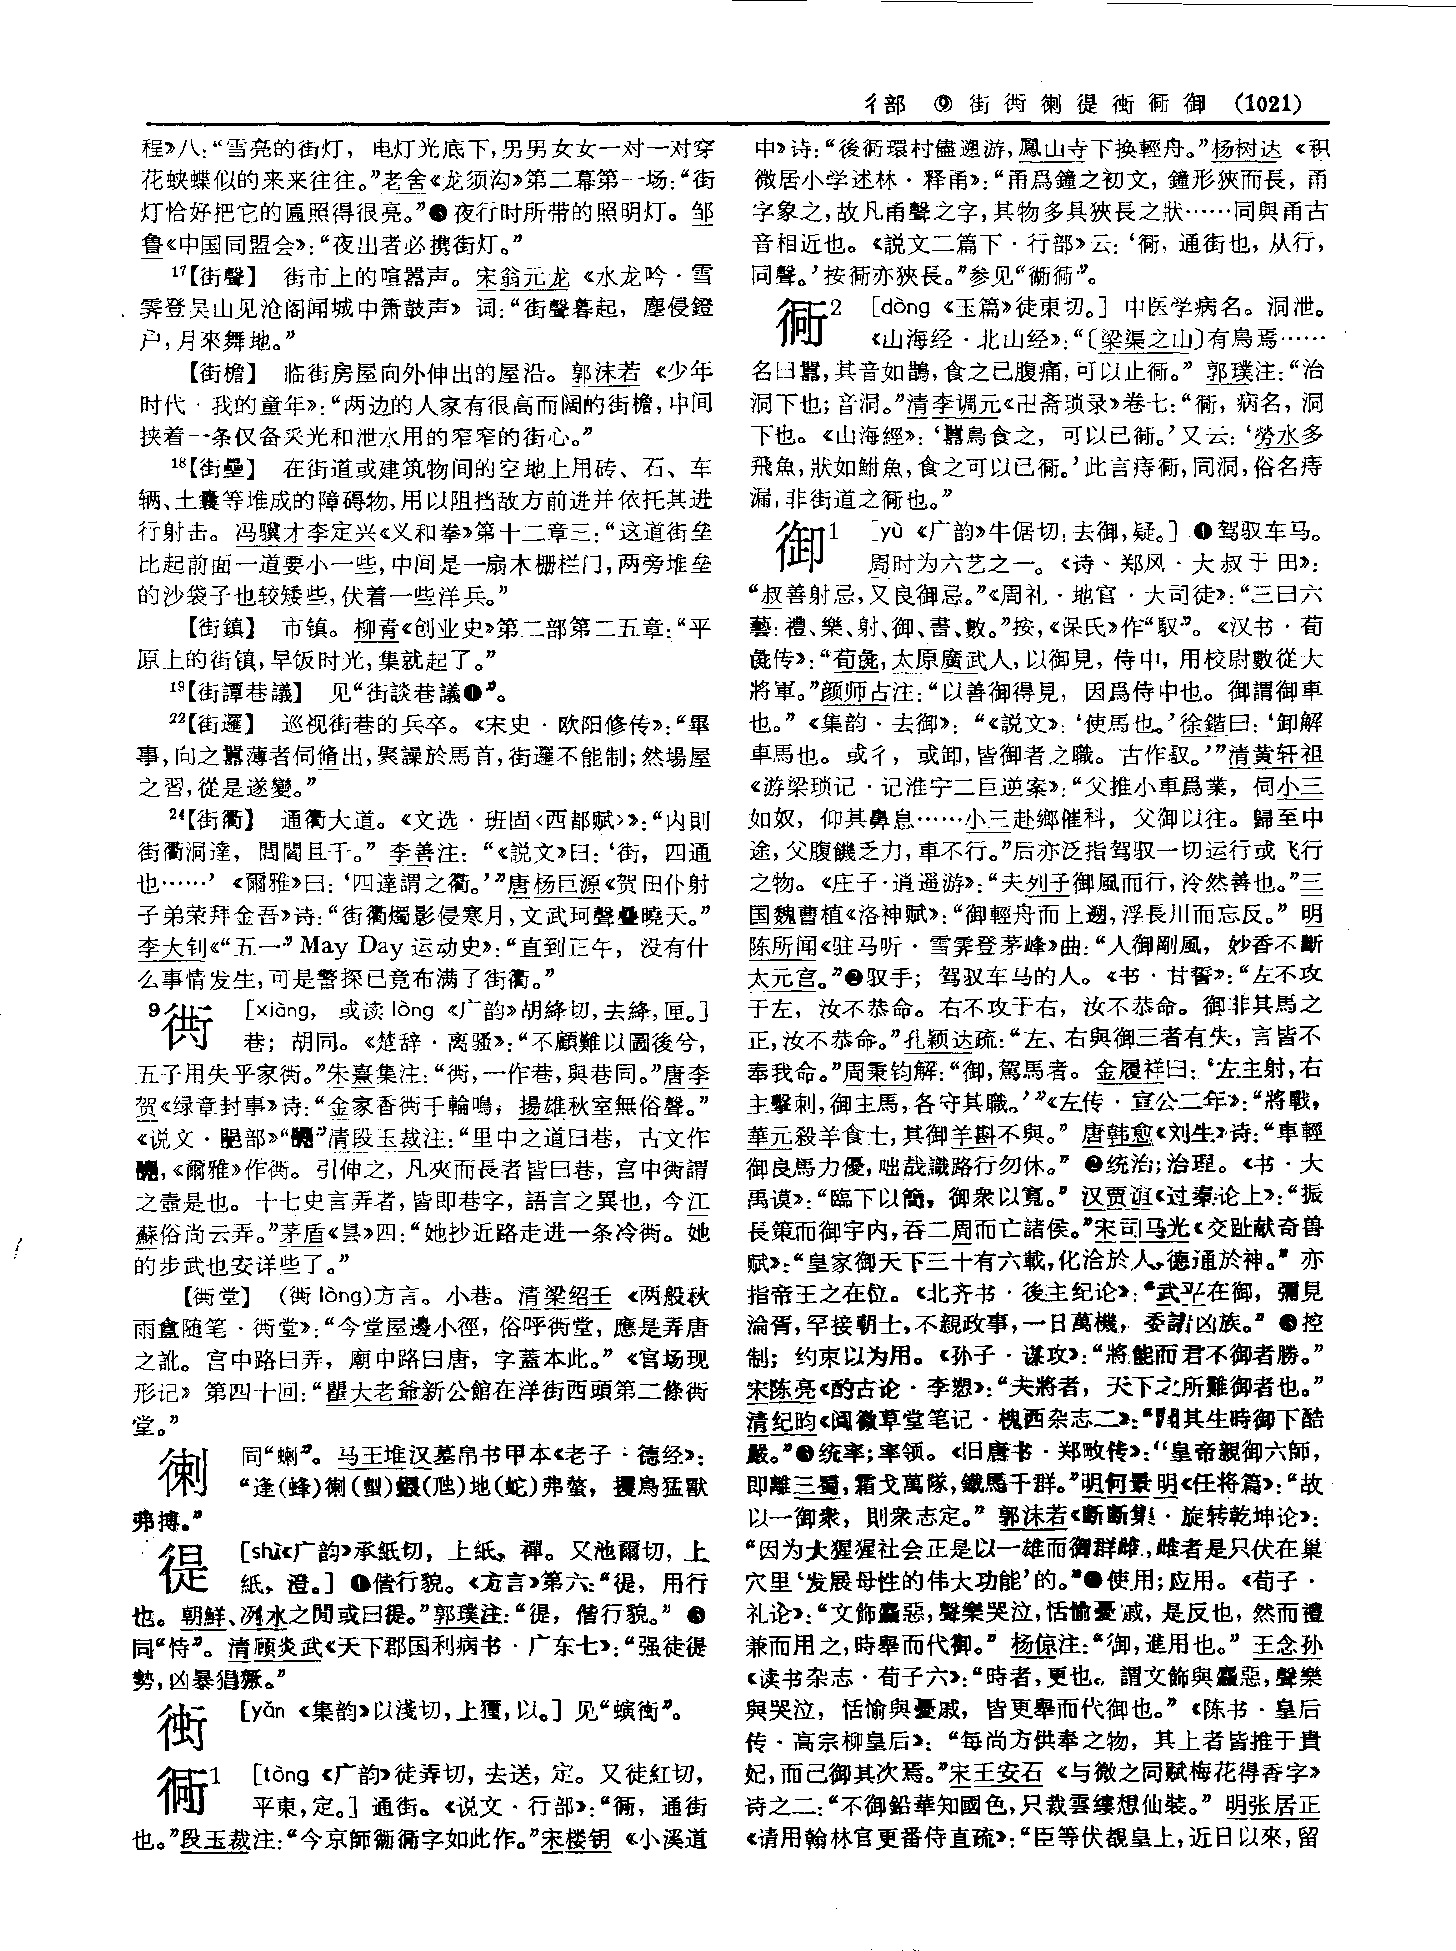 彳部 ⑨ 街衖𢔣徥衝衕御 (1021)
程》八：“雪亮的街灯，电灯光底下，男男女女一对一对穿
花蛱蝶似的来来往往。”老舍《龙须沟》第二幕第一场：“街
灯恰好把它的匾照得很亮。”❸夜行时所带的照明灯。邹
鲁《中国同盟会》：“夜出者必携街灯。”
¹⁷【街聲】 街市上的喧嚣声。宋翁元龙《水龙吟·雪
霁登吴山见沧阁闻城中箫鼓声》词：“街聲暮起，塵侵鐙
户，月來舞地。”
【街檐】 临街房屋向外伸出的屋沿。郭沫若《少年
时代·我的童年》：“两边的人家有很高而阔的街檐，中间
挟着一条仅备采光和泄水用的窄窄的街心。”
¹⁸【街壘】 在街道或建筑物间的空地上用砖、石、车
辆、土囊等堆成的障碍物，用以阻挡敌方前进并依托其进
行射击。冯骥才李定兴《义和拳》第十二章三：“这道街垒
比起前面一道要小一些，中间是一扇木栅栏门，两旁堆垒
的沙袋子也较矮些，伏着一些洋兵。”
【街鎮】 市镇。柳青《创业史》第二部第二五章：“平
原上的街镇，早饭时光，集就起了。”
¹⁹【街譚巷議】 见“街談巷議❶”。
²²【街邏】 巡视街巷的兵卒。《宋史·欧阳修传》：“畢
事，向之囂薄者伺脩出，聚譟於馬首，街邏不能制；然場屋
之習，從是遂變。”
²⁴【街衢】 通衢大道。《文选·班固〈西都赋〉》：“内則
街衢洞達，閭閻且千。”李善注：“《説文》曰：‘街，四通
也……’《爾雅》曰：‘四達謂之衢。’”唐杨巨源《贺田仆射
子弟荣拜金吾》诗：“街衢燭影侵寒月，文武珂聲疊曉天。”
李大钊《“五一” May Day 运动史》：“直到正午，没有什
么事情发生，可是警探已竟布满了街衢。”
⁹衖 [xiàng，或读 lòng《广韵》胡絳切，去絳，匣。]
巷；胡同。《楚辞·离骚》：“不顧難以圖後兮，
五子用失乎家衖。”朱熹集注：“衖，一作巷，與巷同。”唐李
贺《绿章封事》诗：“金家香衖千輪鳴，揚雄秋室無俗聲。”
《说文·𨛜部》“𨞠”清段玉裁注：“里中之道曰巷，古文作
𨞠，《爾雅》作衖。引伸之，凡夾而長者皆曰巷，宫中衖謂
之壼是也。十七史言弄者，皆即巷字，語言之異也，今江
蘇俗尚云弄。”茅盾《昙》四：“她抄近路走进一条冷衖。她
的步武也安详些了。”
【衖堂】 (衖 lòng)方言。小巷。清梁绍壬《两般秋
雨盦随笔·衖堂》：“今堂屋邊小徑，俗呼衖堂，應是弄唐
之訛。宫中路曰弄，廟中路曰唐，字蓋本此。”《官场现
形记》第四十回：“瞿大老爺新公館在洋街西頭第二條衖
堂。”
𢔣 同“蝲”。马王堆汉墓帛书甲本《老子·德经》：
弗搏。”
徥 [shì《广韵》承紙切，上紙，禪。又池爾切，上
紙，澄。] ❶偕行貌。《方言》第六：“徥，用行
也。朝鮮、冽水之間或曰徥。”郭璞注：“徥，偕行貌。”❷
同“恃”。清顾炎武《天下郡国利病书·广东七》：“强徒徥
勢，凶暴猖獗。”
[yǎn《集韵》以淺切，上獮，以。]
衕¹ [tòng《广韵》徒弄切，去送，定。又徒紅切，
平東，定。] 通街。《说文·行部》：“衕，通街
也。”段玉裁注：“今京師衚衕字如此作。”宋楼钥《小溪道
中》诗：“後衕環村儘遡游，鳳山寺下换輕舟。”杨树达《积
微居小学述林·释甬》：“甬爲鐘之初文，鐘形狹而長，甬
字象之，故凡甬聲之字，其物多具狹長之狀……同與甬古
音相近也。《説文二篇下·行部》云：‘衕，通街也，从行，
同聲。’按衕亦狹長。”参见“衚衕”。
衕² [dòng《玉篇》徒東切。] 中医学病名。洞泄。
《山海经·北山经》：“〔梁渠之山〕有鳥焉……
名曰囂，其音如鵲，食之已腹痛，可以止衕。”郭璞注：“治
洞下也；音洞。”清李调元《卍斋琐录》卷七：“衕，病名，洞
下也。《山海經》：‘囂鳥食之，可以已衕。’又云：‘勞水多
飛魚，狀如鮒魚，食之可以已衕。’此言痔衕，同洞，俗名痔
漏，非街道之衕也。”
御¹ [yù《广韵》牛倨切，去御，疑。] ❶驾驭车马。
周时为六艺之一。《诗·郑风·大叔于田》：
“叔善射忌，又良御忌。”《周礼·地官·大司徒》：“三曰六
藝：禮、樂、射、御、書、數。”按，《保氏》作“馭”。《汉书·荀
彘传》：“荀彘，太原廣武人，以御見，侍中，用校尉數從大
將軍。”颜师古注：“以善御得見，因爲侍中也。御謂御車
也。”《集韵·去御》：“《説文》：‘使馬也。’徐鍇曰：‘卸解
車馬也。或彳，或卸，皆御者之職。古作馭。’”清黄轩祖
《游梁琐记·记淮宁二巨逆案》：“父推小車爲業，伺小三
如奴，仰其鼻息……小三赴鄉催科，父御以往。歸至中
途，父腹饑乏力，車不行。”后亦泛指驾驭一切运行或飞行
之物。《庄子·逍遥游》：“夫列子御風而行，泠然善也。”三
国魏曹植《洛神赋》：“御輕舟而上遡，浮長川而忘反。”明
陈所闻《驻马听·雪霁登茅峰》曲：“人御剛風，妙香不斷
太元宫。”❷驭手；驾驭车马的人。《书·甘誓》：“左不攻
于左，汝不恭命。右不攻于右，汝不恭命。御非其馬之
正，汝不恭命。”孔颖达疏：“左、右與御三者有失，言皆不
奉我命。”周秉钧解：“御，駕馬者。金履祥曰：‘左主射，右
主擊刺，御主馬，各守其職。’”《左传·宣公二年》：“將戰，
華元殺羊食士，其御羊斟不與。”唐韩愈《刘生》诗：“車輕
御良馬力優，咄哉識路行勿休。”❸统治；治理。《书·大
禹谟》：“臨下以簡，御衆以寬。”汉贾谊《过秦论上》：“振
長策而御宇内，吞二周而亡諸侯。”宋司马光《交趾献奇兽
赋》：“皇家御天下三十有六載，化洽於人，德通於神。”亦
指帝王之在位。《北齐书·後主纪论》：“武平在御，彌見
淪胥，罕接朝士，不親政事，一日萬機，委諸凶族。”❹控
制；约束以为用。《孙子·谋攻》：“將能而君不御者勝。”
宋陈亮《酌古论·李愬》：“夫將者，天下之所難御者也。”
清纪昀《阅微草堂笔记·槐西杂志二》：“聞其生時御下酷
嚴。”❺统率；率领。《旧唐书·郑畋传》：“皇帝親御六師，
即離三蜀，霜戈萬隊，鐵馬千群。”明何景明《任将篇》：“故
以一御衆，則衆志定。”郭沫若《断断集·旋转乾坤论》：
“因为大猩猩社会正是以一雄而御群雌，雌者是只伏在巢
穴里‘发展母性的伟大功能’的。”❻使用；应用。《荀子·
礼论》：“文飾麤惡，聲樂哭泣，恬愉憂戚，是反也，然而禮
兼而用之，時舉而代御。”杨倞注：“御，進用也。”王念孙
《读书杂志·荀子六》：“時者，更也。謂文飾與麤惡，聲樂
與哭泣，恬愉與憂戚，皆更舉而代御也。”《陈书·皇后
传·高宗柳皇后》：“每尚方供奉之物，其上者皆推于貴
妃，而己御其次焉。”宋王安石《与微之同赋梅花得香字》
诗之二：“不御鉛華知國色，只裁雲縷想仙裝。”明张居正
《请用翰林官更番侍直疏》：“臣等伏覩皇上，近日以來，留